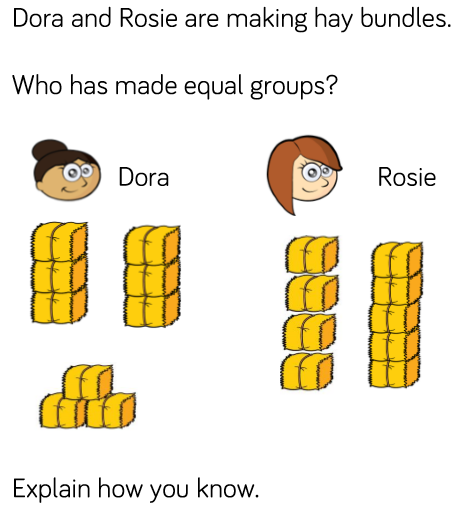 Dora and Rosie are making hay bundles.
Who has made equal groups?
Dora
Rosie
Explain how you know.